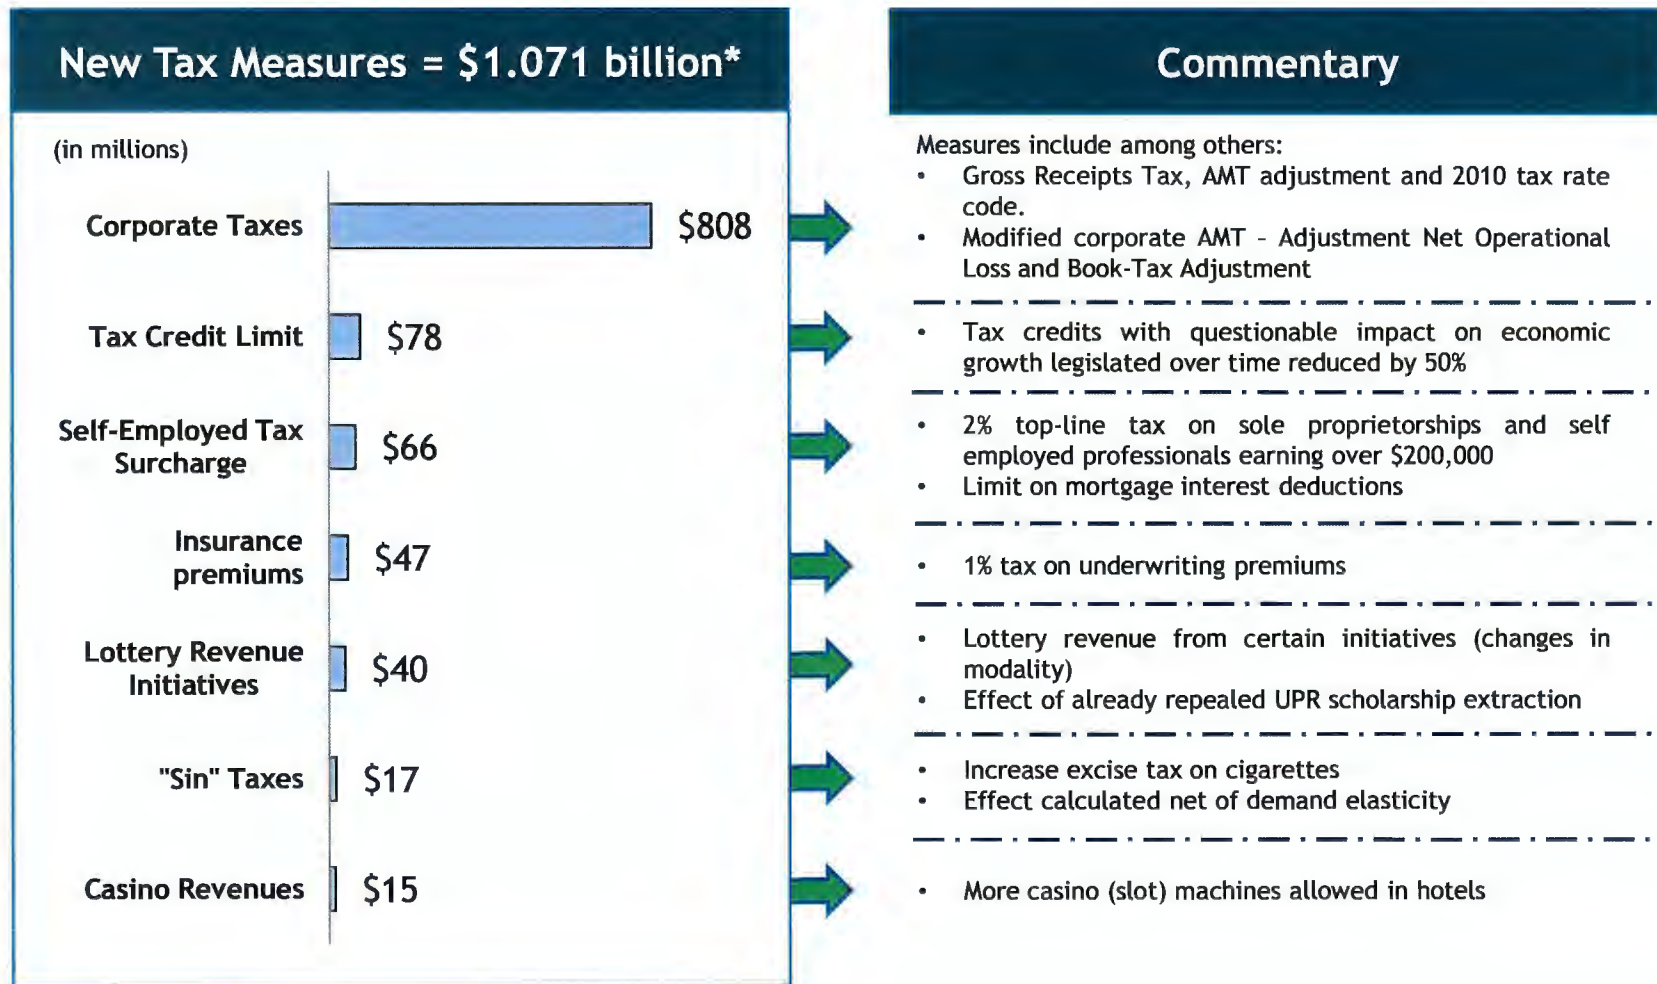 New Tax Measures = $1.071 billion*
(in millions)
Corporate Taxes
$808
Tax Credit Limit
$78
Self-Employed Tax
Surcharge
$66
Insurance
premiums
$47
Lottery Revenue
Initiatives
$40
"Sin" Taxes
$17
Casino Revenues
$15
Commentary
Measures include among others:
• Gross Receipts Tax, AMT adjustment and 2010 tax rate
code.
• Modified corporate AMT - Adjustment Net Operational
Loss and Book-Tax Adjustment
• Tax credits with questionable impact on economic
growth legislated over time reduced by 50%
• 2% top-line tax on sole proprietorships and self
employed professionals earning over $200,000
• Limit on mortgage interest deductions
• 1% tax on underwriting premiums
• Lottery revenue from certain initiatives (changes in
modality)
• Effect of already repealed UPR scholarship extraction
• Increase excise tax on cigarettes
• Effect calculated net of demand elasticity
• More casino (slot) machines allowed in hotels